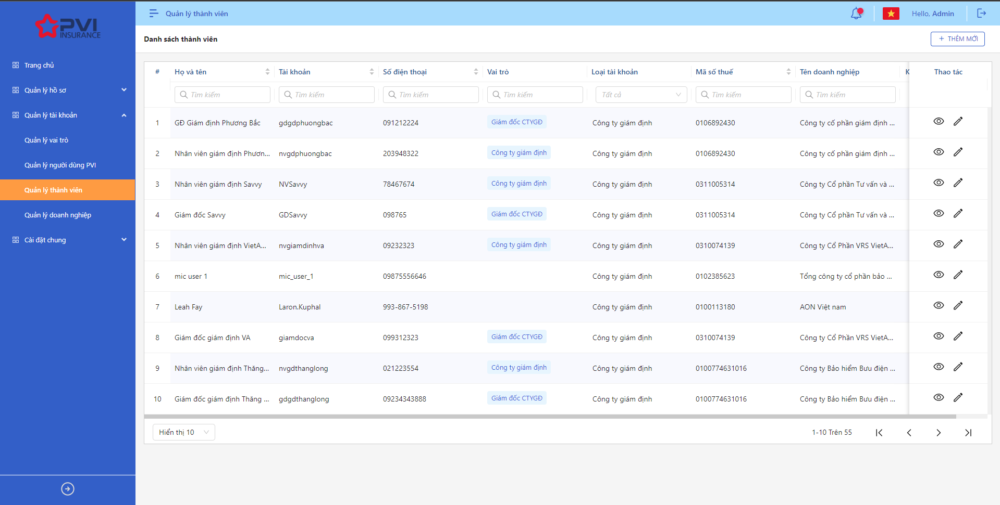 PVI
INSURANCE
Trang chủ
Quản lý hồ sơ
Quản lý tài khoản
Quản lý vai trò
Quản lý người dùng PVI
Quản lý thành viên
Quản lý doanh nghiệp
Cài đặt chung
Quản lý thành viên
Hello, Admin
Danh sách thành viên
+ THÊM MỚI
# Họ và tên Tài khoản Số điện thoại Vai trò Loại tài khoản Mã số thuế Tên doanh nghiệp K Thao tác
Tìm kiếm Tìm kiếm Tìm kiếm Tìm kiếm Tất cả Tìm kiếm Tìm kiếm
1 GĐ Giám định Phương Bắc gdgdphuongbac 091212224 Giám đốc CTYGĐ Công ty giám định 0106892430 Công ty cố phần giám định ...
2 Nhân viên giám định Phươn... nvgdphuongbac 203948322 Công ty giám định Công ty giám định 0106892430 Công ty cố phần giám định ...
3 Nhân viên giám định Savvy NVSavvy 78467674 Công ty giám định Công ty giám định 0311005314 Công ty Cổ phần Tư vấn và ...
4 Giám đốc Savvy GDSavvy 098765 Giám đốc CTYGĐ Công ty giám định 0311005314 Công ty Cổ phần Tư vấn và ...
5 Nhân viên giám định VietA... nvgiamdinhva 09232323 Công ty giám định Công ty giám định 0310074139 Công ty Cổ Phần VRS VietA...
6 mic user 1 mic_user_1 09875556646 Công ty giám định 0102385623 Tổng công ty cổ phần bảo ...
7 Leah Fay Laron.Kuphal 993-867-5198 Công ty giám định 0100113180 AON Việt nam
8 Giám đốc giám định VA giamdocva 099312323 Giám đốc CTYGĐ Công ty giám định 0310074139 Công ty Cổ Phần VRS VietA...
9 Nhân viên giám định Thăng... nvgdthanglong 021223554 Công ty giám định Công ty giám định 0100774631016 Công ty Bảo hiểm Bưu điện ...
10 Giám đốc giám định Thăng ... gdgdthanglong 09234343888 Giám đốc CTYGĐ Công ty giám định 0100774631016 Công ty Bảo hiểm Bưu điện ...
Hiển thị 10
1-10 Trên 55